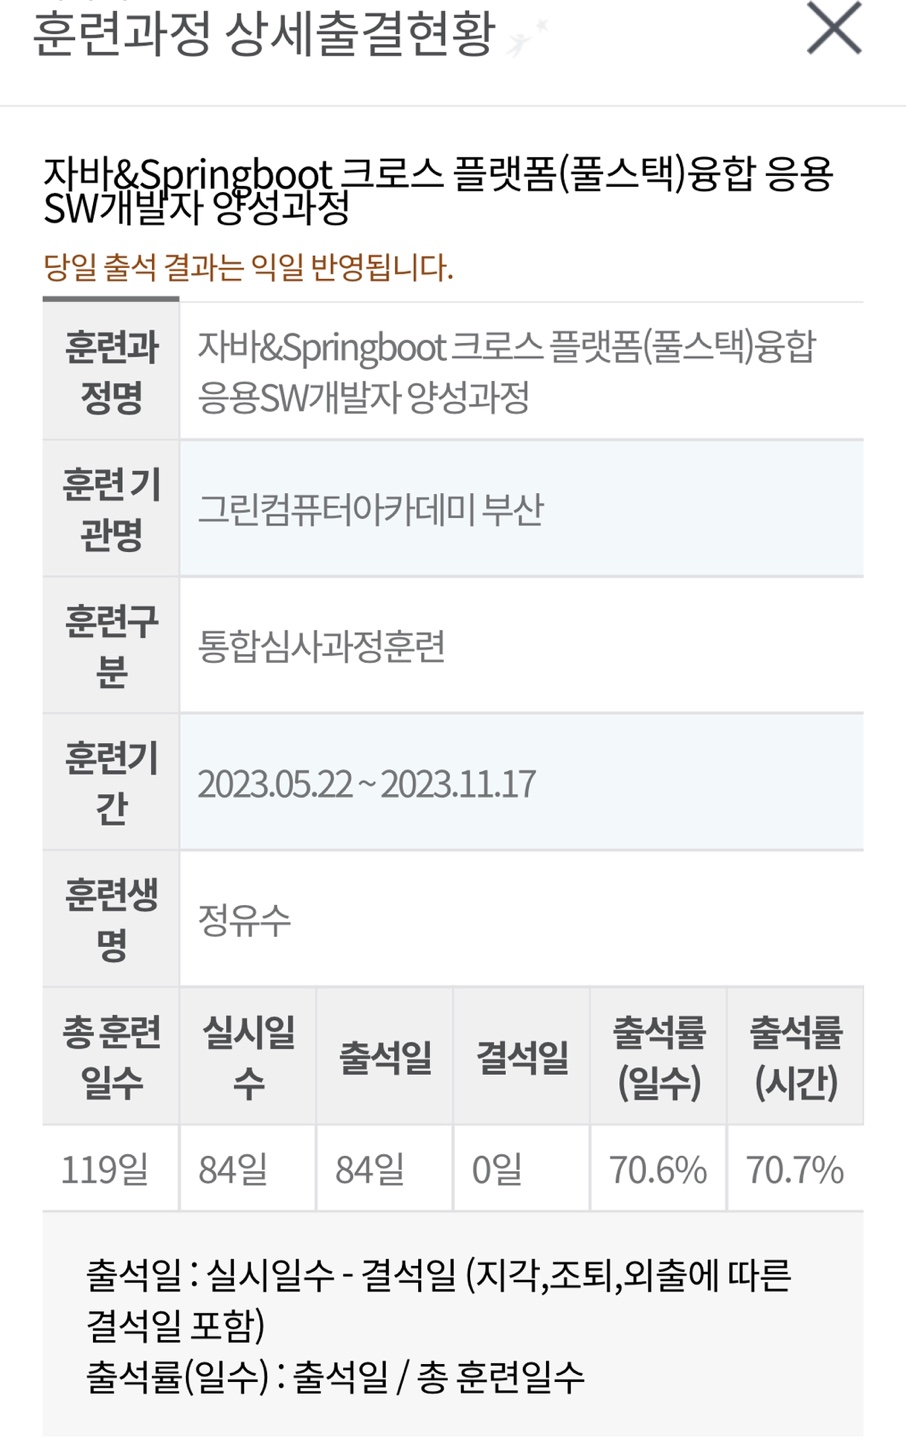 훈련과정 상세출결현황
자바&Springboot 크로스 플랫폼(풀스택)융합 응용
SW개발자 양성과정
당일 출석 결과는 익일 반영됩니다.
훈련과
정명
자바&Springboot 크로스 플랫폼(풀스택)융합
응용SW개발자 양성과정
훈련 기
관명
그린컴퓨터아카데미 부산
훈련구
분
통합심사과정훈련
훈련기
간
2023.05.22 ~ 2023.11.17
훈련생
명
정유수
총 훈련
일수
실시일
수
출석일
결석일
출석률
(일수)
출석률
(시간)
119일
84일
84일
0일
70.6%
70.7%
출석일 : 실시일수 - 결석일 (지각,조퇴,외출에 따른
결석일 포함)
출석률(일수) : 출석일 / 총 훈련일수